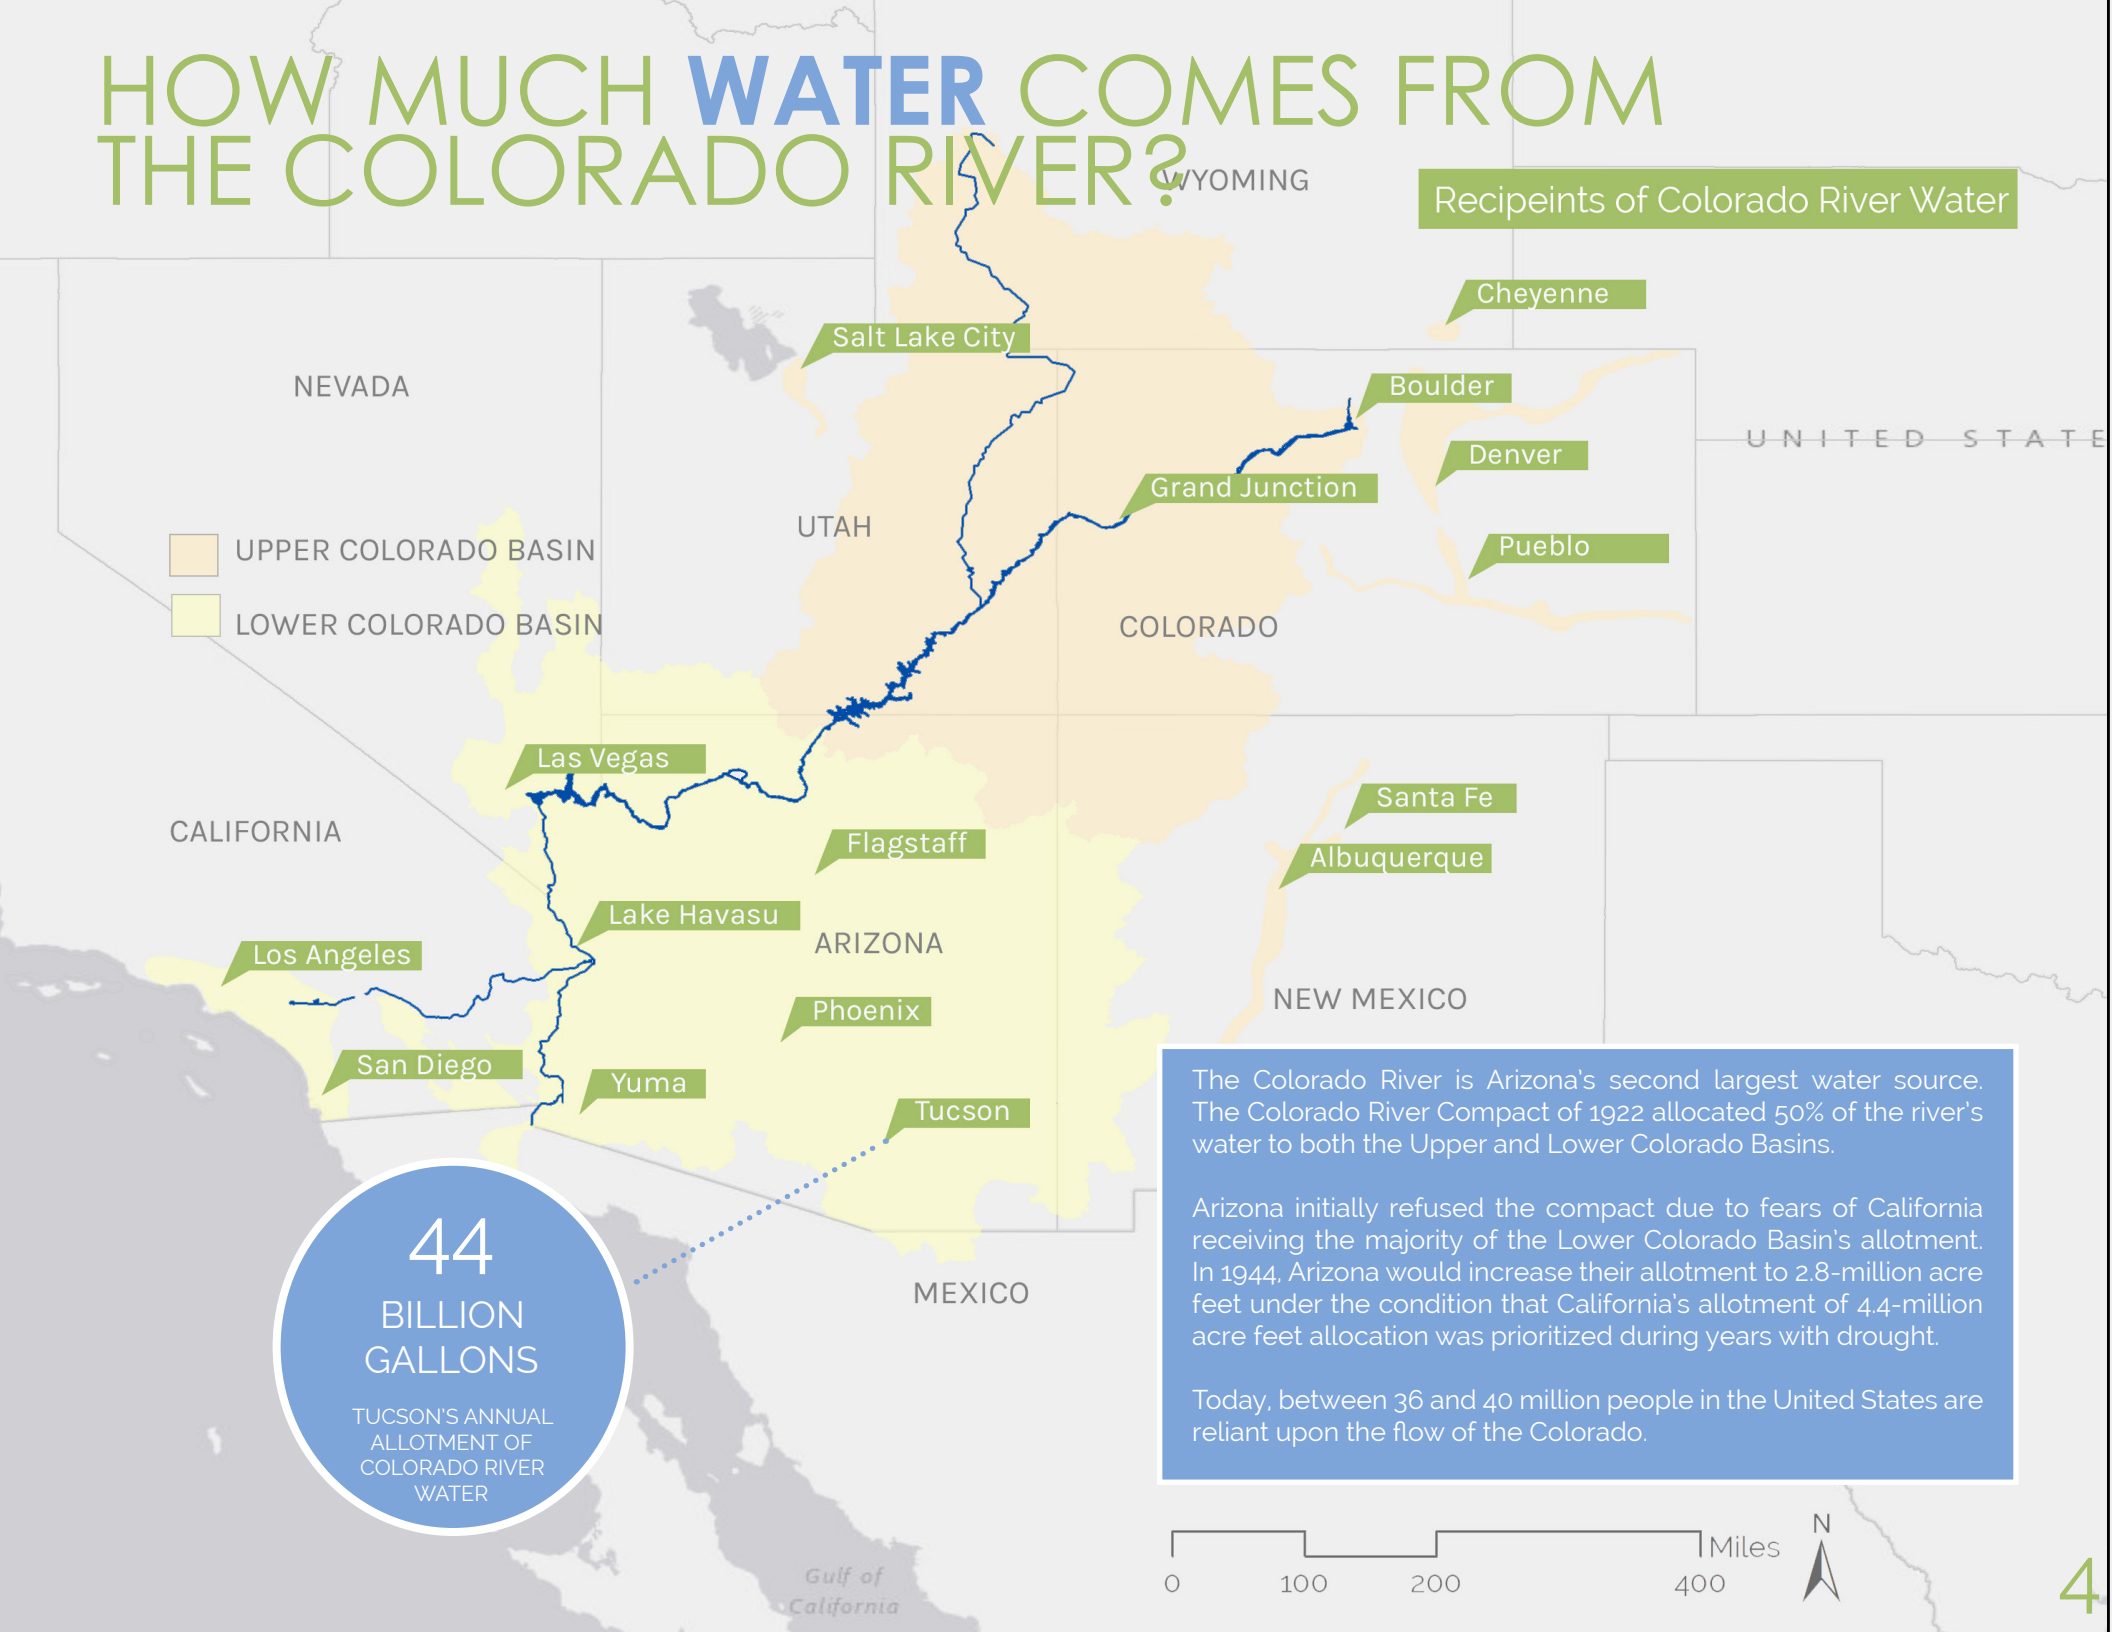 HOW MUCH WATER COMES FROM
THE COLORADO RIVER?
WYOMING
Recipeints of Colorado River Water
Cheyenne
Salt Lake City
NEVADA
Boulder
UNITED STATE
Denver
Grand Junction
UTAH
Pueblo
UPPER COLORADO BASIN
LOWER COLORADO BASIN
COLORADO
Las Vegas
Santa Fe
CALIFORNIA
Flagstaff
Albuquerque
Lake Havasu
ARIZONA
Los Angeles
NEW MEXICO
Phoenix
San Diego
Yuma
Tucson
The Colorado River is Arizona's second largest water source.
The Colorado River Compact of 1922 allocated 50% of the river's
water to both the Upper and Lower Colorado Basins.
Arizona initially refused the compact due to fears of California
receiving the majority of the Lower Colorado Basin's allotment.
In 1944, Arizona would increase their allotment to 2.8-million acre
feet under the condition that California's allotment of 4.4-million
acre feet allocation was prioritized during years with drought.
Today, between 36 and 40 million people in the United States are
reliant upon the flow of the Colorado.
44
BILLION
GALLONS
TUCSON'S ANNUAL
ALLOTMENT OF
COLORADO RIVER
WATER
MEXICO
Gulf of
California
Miles
0 100 200 400
N
4